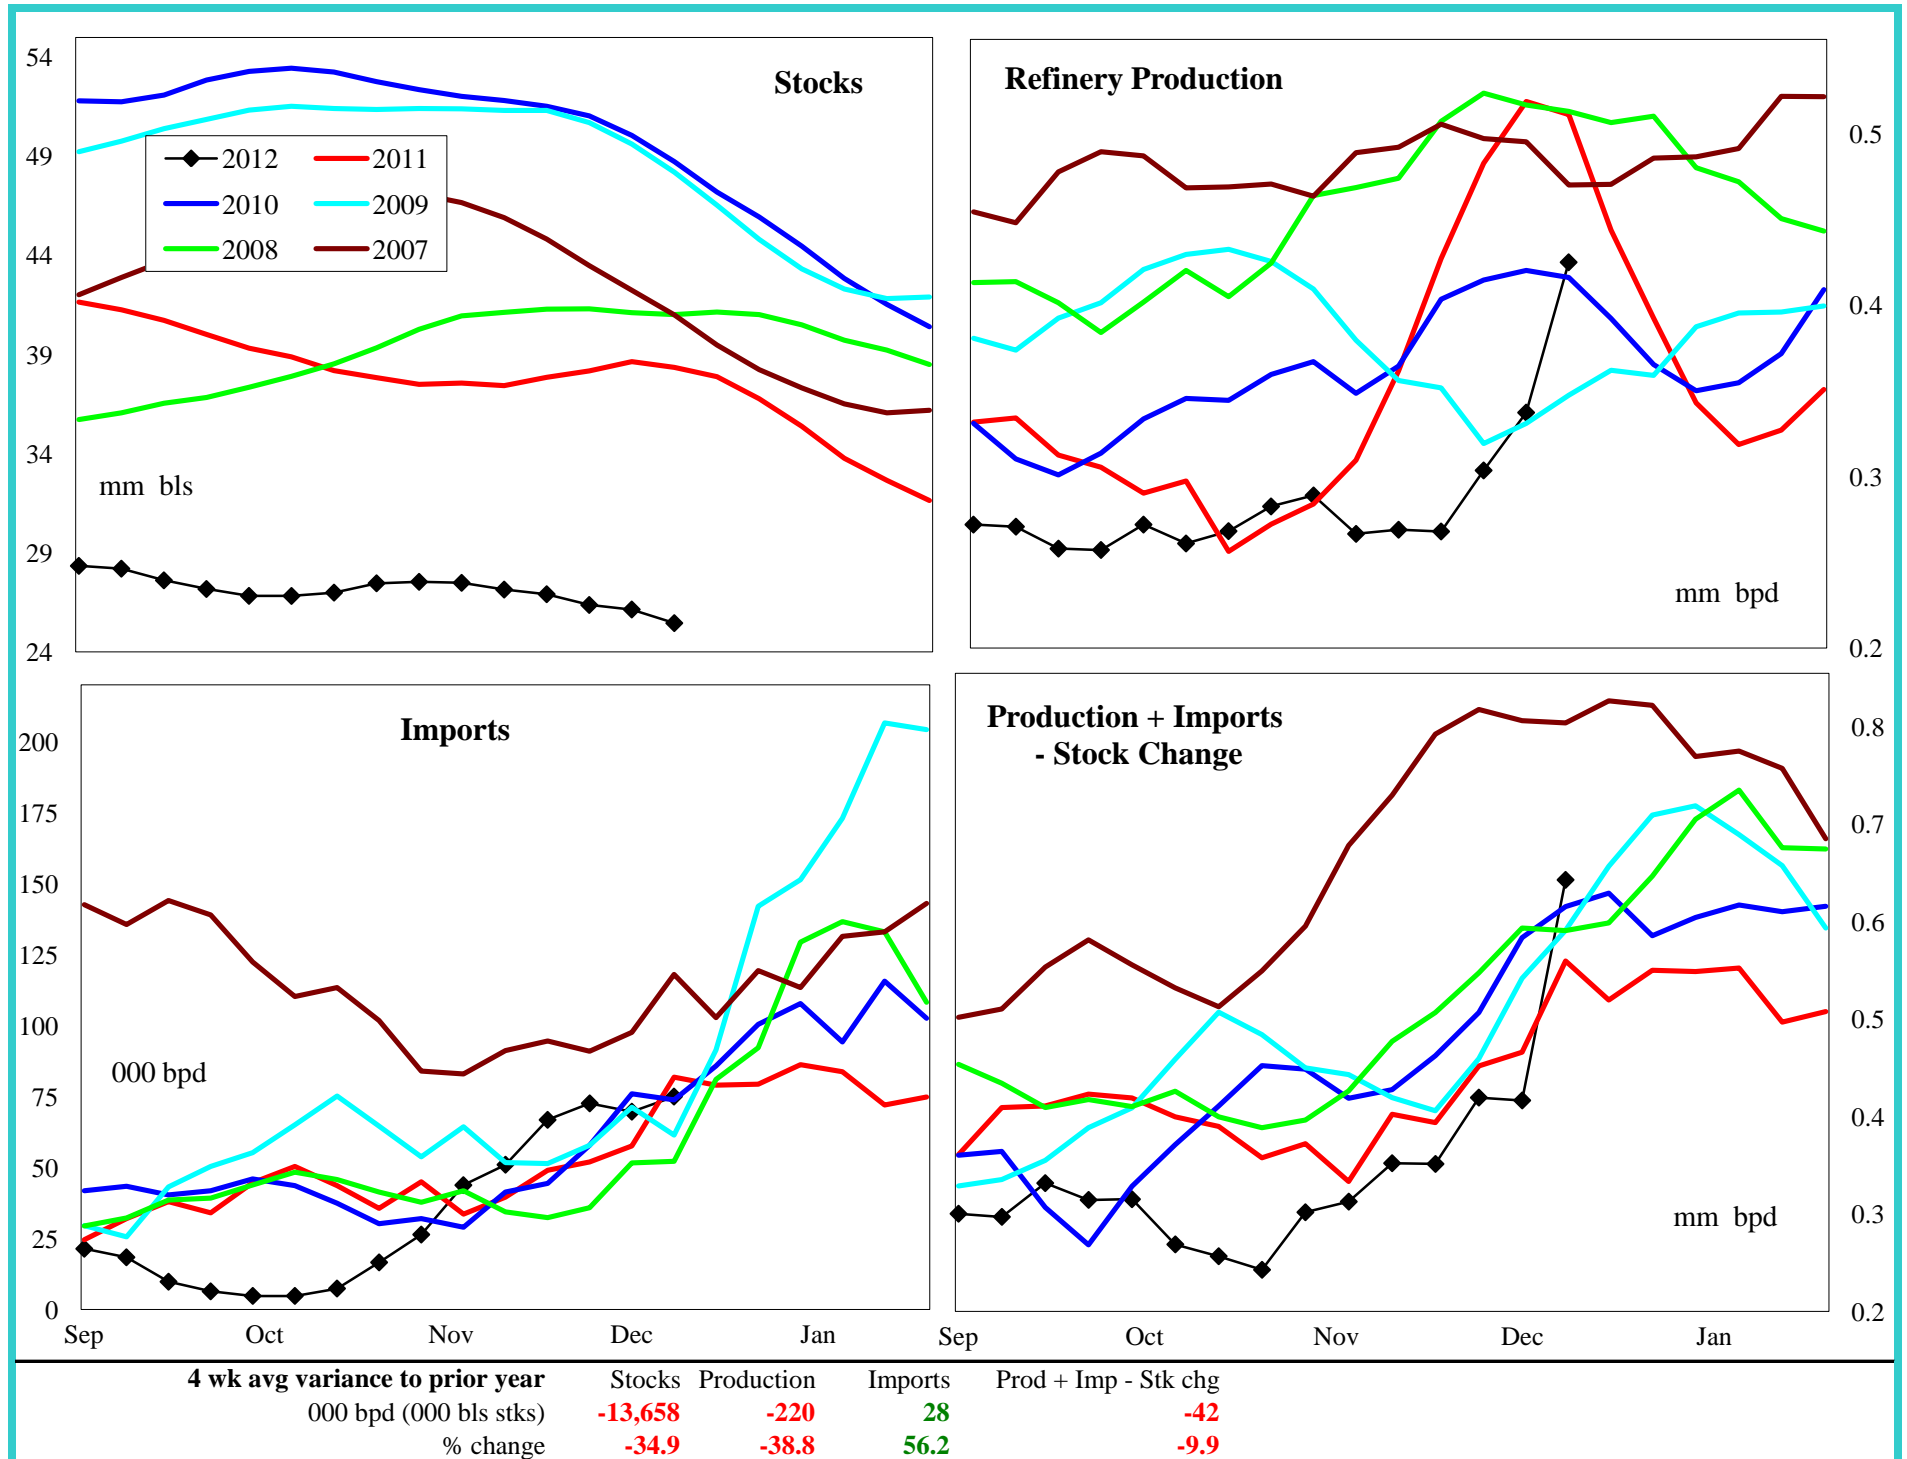 Stocks
54
49
44
39
34
29
24
2012 2011
2010 2009
2008 2007
mm bls
Refinery Production
0.5
0.4
0.3
0.2
mm bpd
Imports
200
175
150
125
100
75
50
25
0
000 bpd
Sep Oct Nov Dec Jan
Production + Imports
- Stock Change
0.8
0.7
0.6
0.5
0.4
0.3
0.2
mm bpd
Sep Oct Nov Dec Jan
4 wk avg variance to prior year Stocks Production Imports Prod + Imp - Stk chg
000 bpd (000 bls stks) -13,658 -220 28 -42
% change -34.9 -38.8 56.2 -9.9